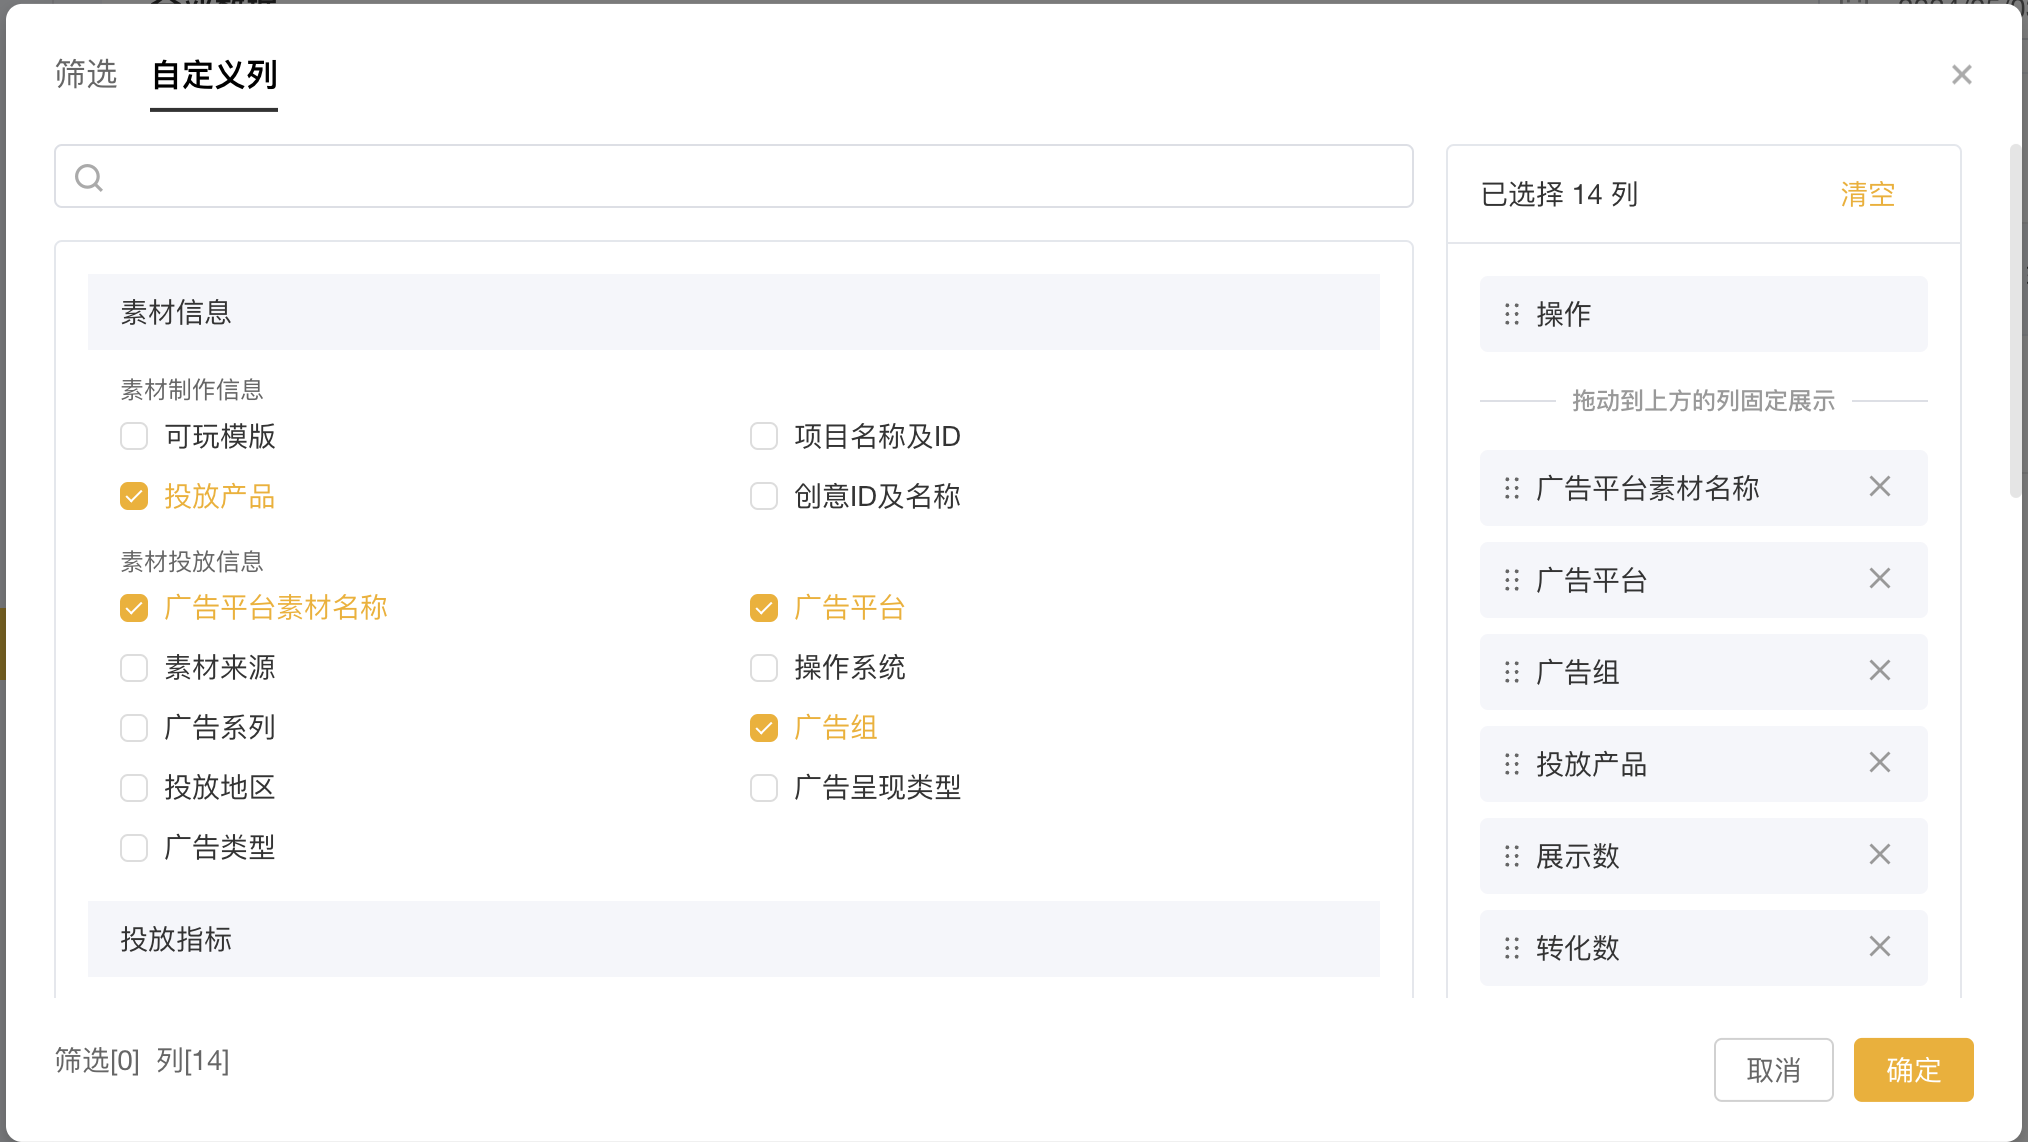 筛选 自定义列
已选择 14 列 清空
素材信息
素材制作信息
可玩模版 项目名称及ID
投放产品 创意ID及名称
素材投放信息
广告平台素材名称 广告平台
素材来源 操作系统
广告系列 广告组
投放地区 广告呈现类型
广告类型
投放指标
操作
拖动到上方的列固定展示
广告平台素材名称
广告平台
广告组
投放产品
展示数
转化数
筛选[0] 列[14]
取消 确定